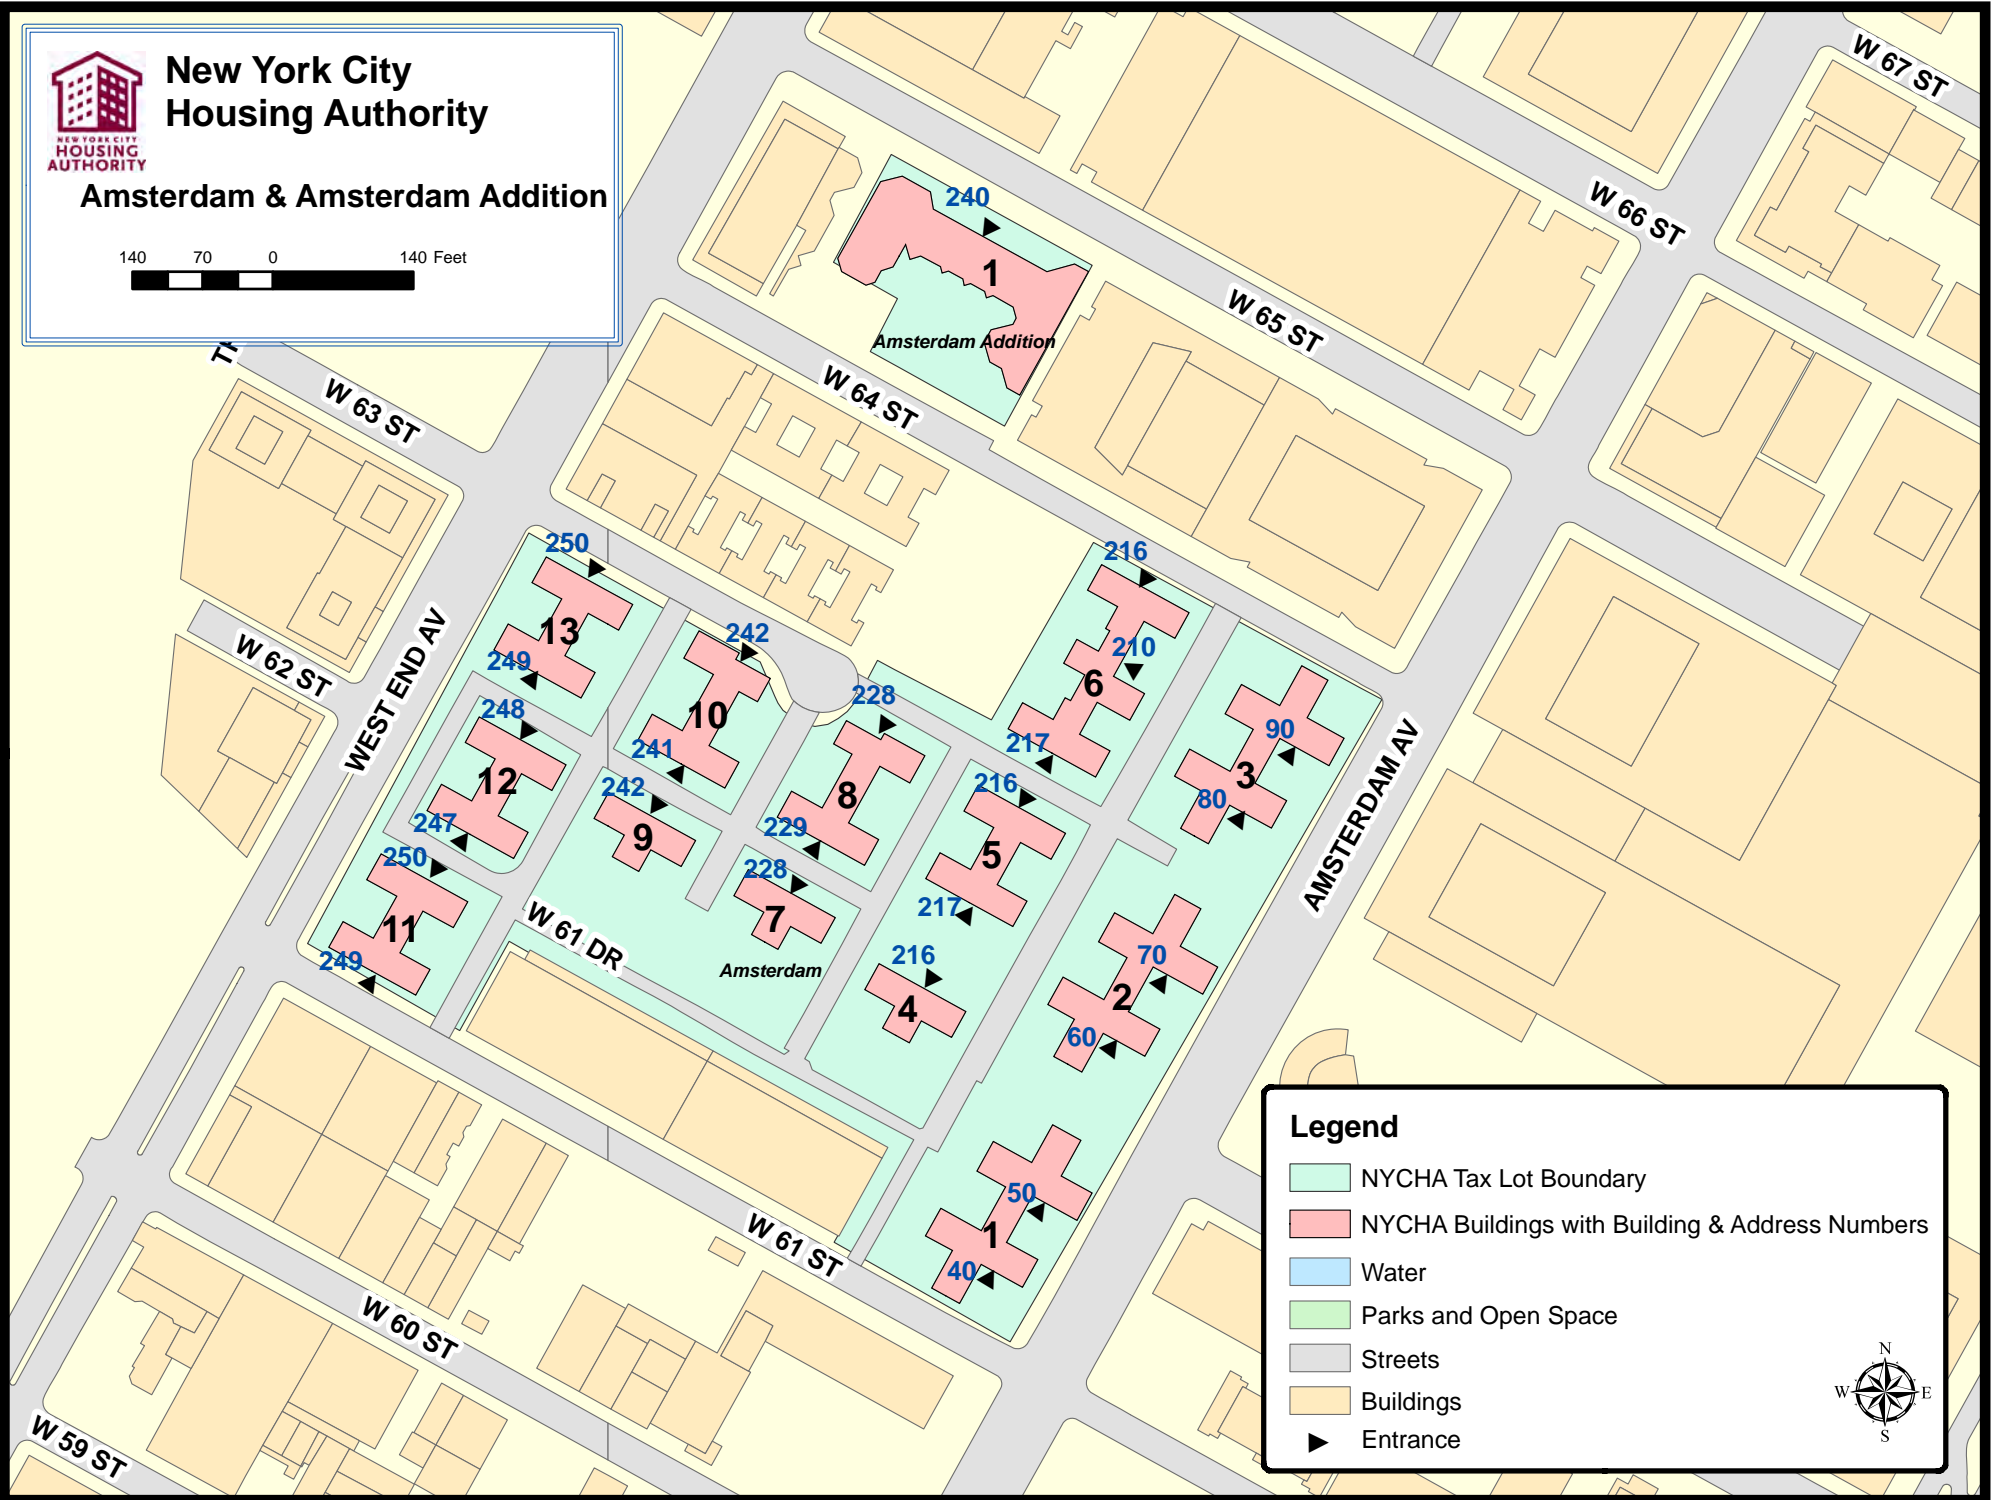 New York City
Housing Authority
NEW YORK CITY
HOUSING
AUTHORITY
Amsterdam & Amsterdam Addition
140 70 0 140 Feet
W 67 ST
W 66 ST
W 65 ST
240
1
Amsterdam Addition
W 64 ST
W 63 ST
W 62 ST
WEST END AV
AMSTERDAM AV
250
13
249
242
10
241
248
12
247
250
11
249
242
9
228
8
229
228
7
216
210
6
217
216
5
217
216
4
90
3
80
70
2
60
50
1
40
W 61 DR
Amsterdam
W 61 ST
W 60 ST
W 59 ST
Legend
NYCHA Tax Lot Boundary
NYCHA Buildings with Building & Address Numbers
Water
Parks and Open Space
Streets
Buildings
Entrance
N
W E
S